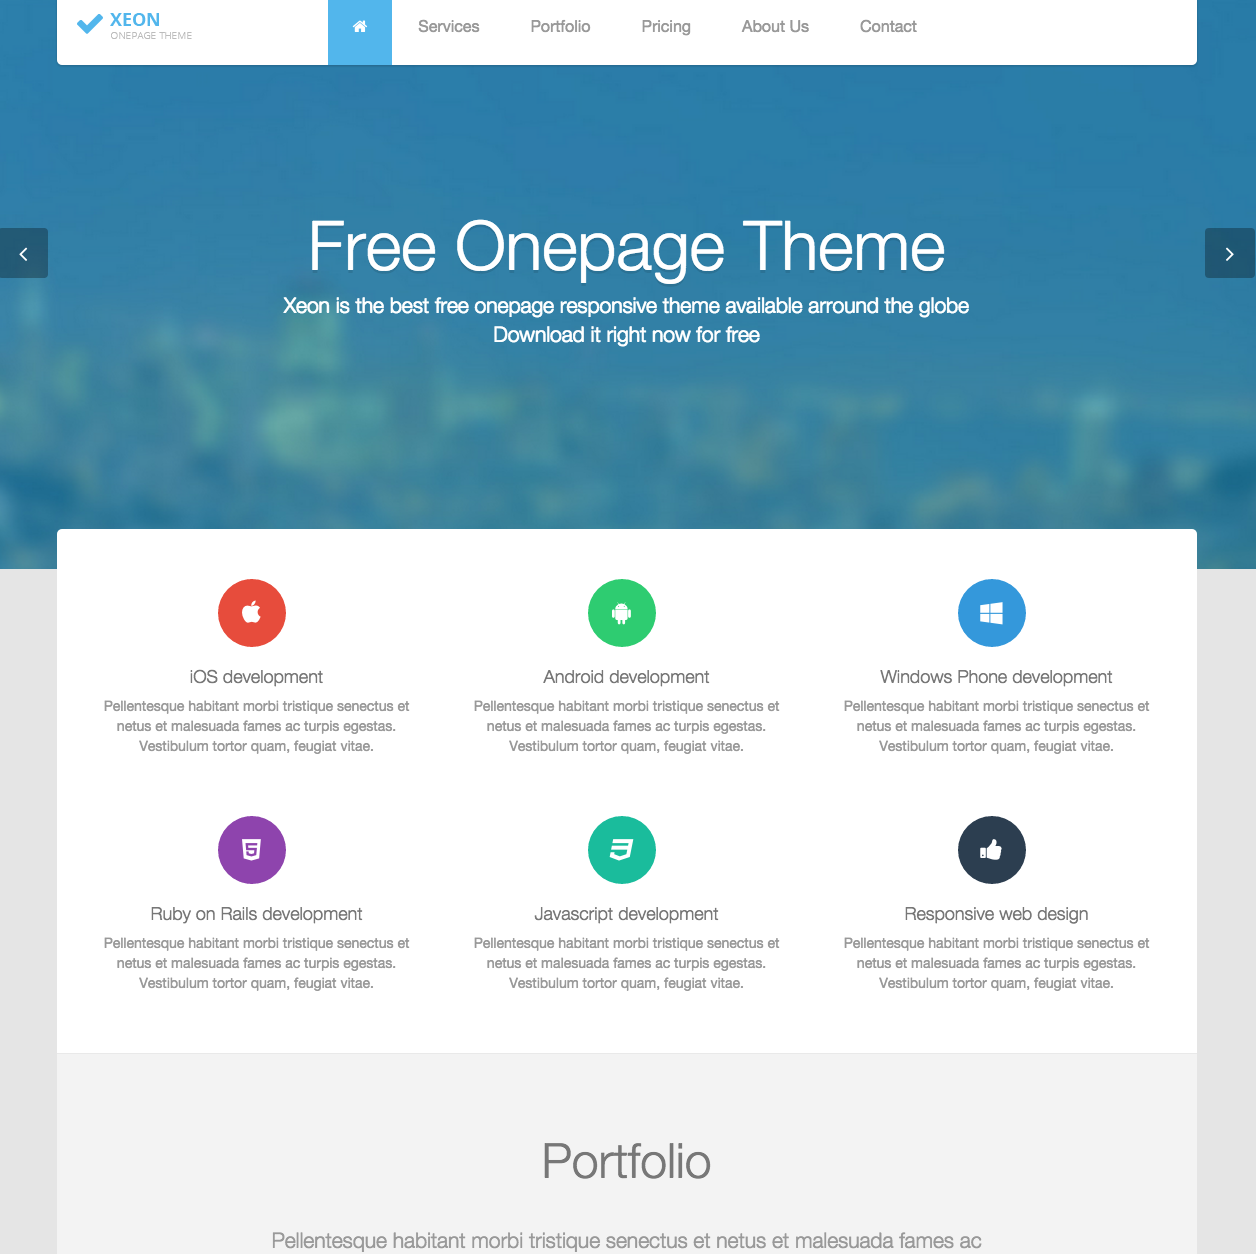 XEON
ONEPAGE THEME
Services
Portfolio
Pricing
About Us
Contact
Free Onepage Theme
Xeon is the best free onepage responsive theme available arround the globe
Download it right now for free
iOS development
Pellentesque habitant morbi tristique senectus et
netus et malesuada fames ac turpis egestas.
Vestibulum tortor quam, feugiat vitae.
Android development
Pellentesque habitant morbi tristique senectus et
netus et malesuada fames ac turpis egestas.
Vestibulum tortor quam, feugiat vitae.
Windows Phone development
Pellentesque habitant morbi tristique senectus et
netus et malesuada fames ac turpis egestas.
Vestibulum tortor quam, feugiat vitae.
Ruby on Rails development
Pellentesque habitant morbi tristique senectus et
netus et malesuada fames ac turpis egestas.
Vestibulum tortor quam, feugiat vitae.
Javascript development
Pellentesque habitant morbi tristique senectus et
netus et malesuada fames ac turpis egestas.
Vestibulum tortor quam, feugiat vitae.
Responsive web design
Pellentesque habitant morbi tristique senectus et
netus et malesuada fames ac turpis egestas.
Vestibulum tortor quam, feugiat vitae.
Portfolio
Pellentesque habitant morbi tristique senectus et netus et malesuada fames ac